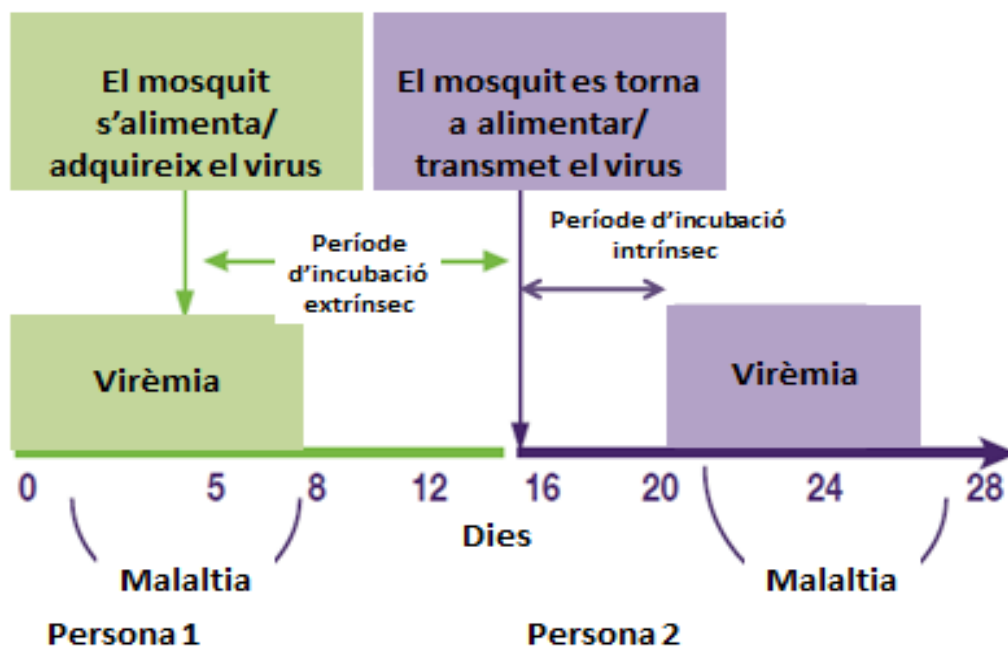 El mosquit
s’alimenta/
adquireix el virus
El mosquit es torna
a alimentar/
transmet el virus
Període
d’incubació
extrínsec
Període d’incubació
intrínsec
Virèmia
Virèmia
0 5 8 12 16 20 24 28
Dies
Malaltia
Malaltia
Persona 1
Persona 2